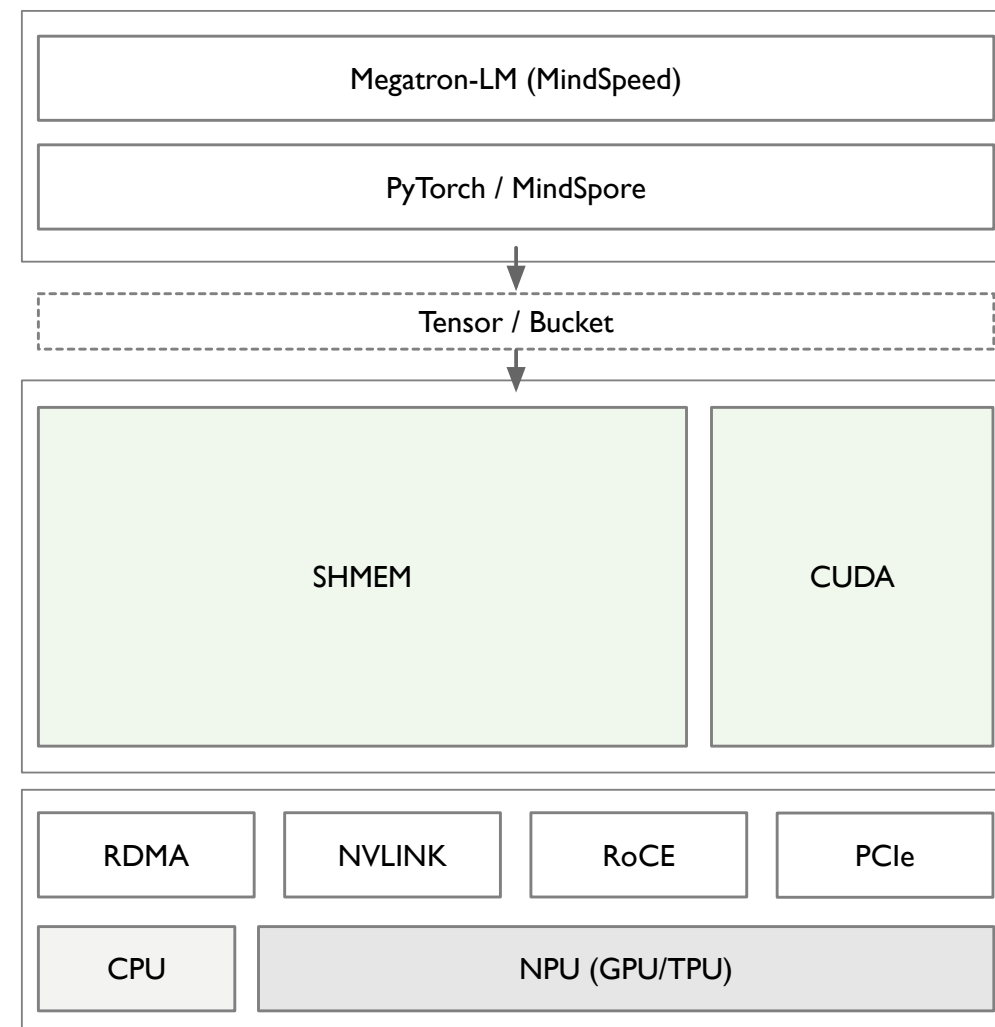 Megatron-LM (MindSpeed)
PyTorch / MindSpore
Tensor / Bucket
SHMEM
CUDA
RDMA
NVLINK
RoCE
PCIe
CPU
NPU (GPU/TPU)